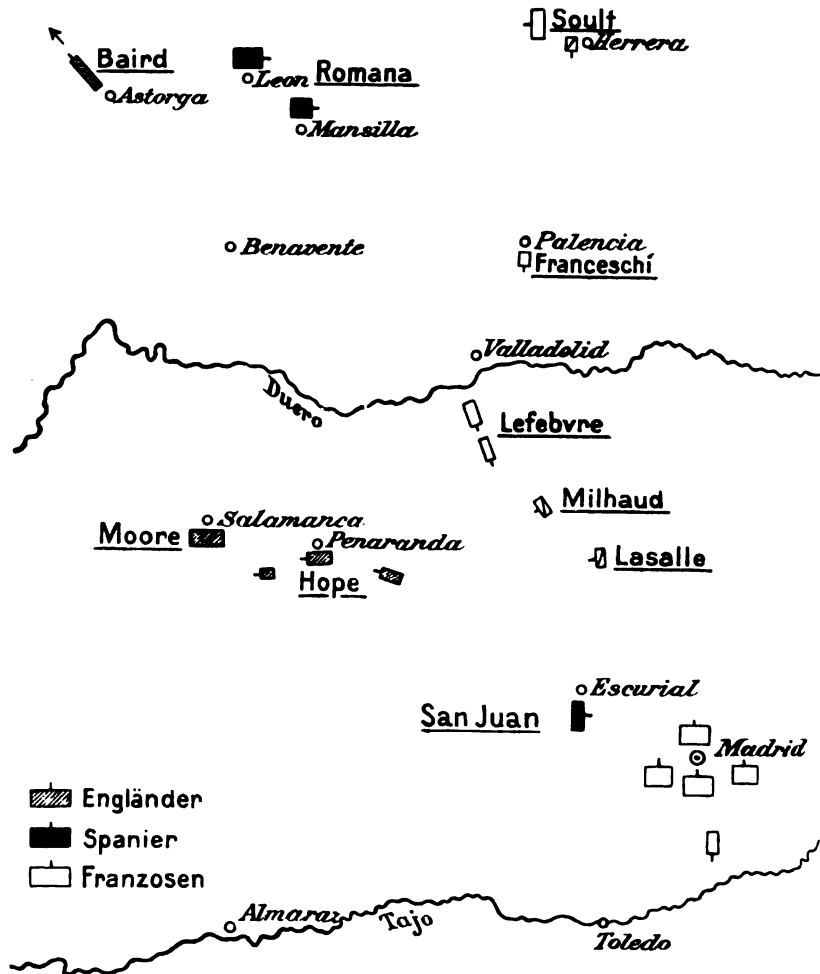 Soult
Herrera
Baird
Leon Romana
Astorga
Mansilla
Benavente
Palencia
Franceschi
Valladolid
Duero
Lefebvre
Milhaud
Salamanca
Moore
Penaranda
Lasalle
Hope
Escurial
San Juan
Madrid
Engländer
Spanier
Franzosen
Almaraz
Tajo
Toledo